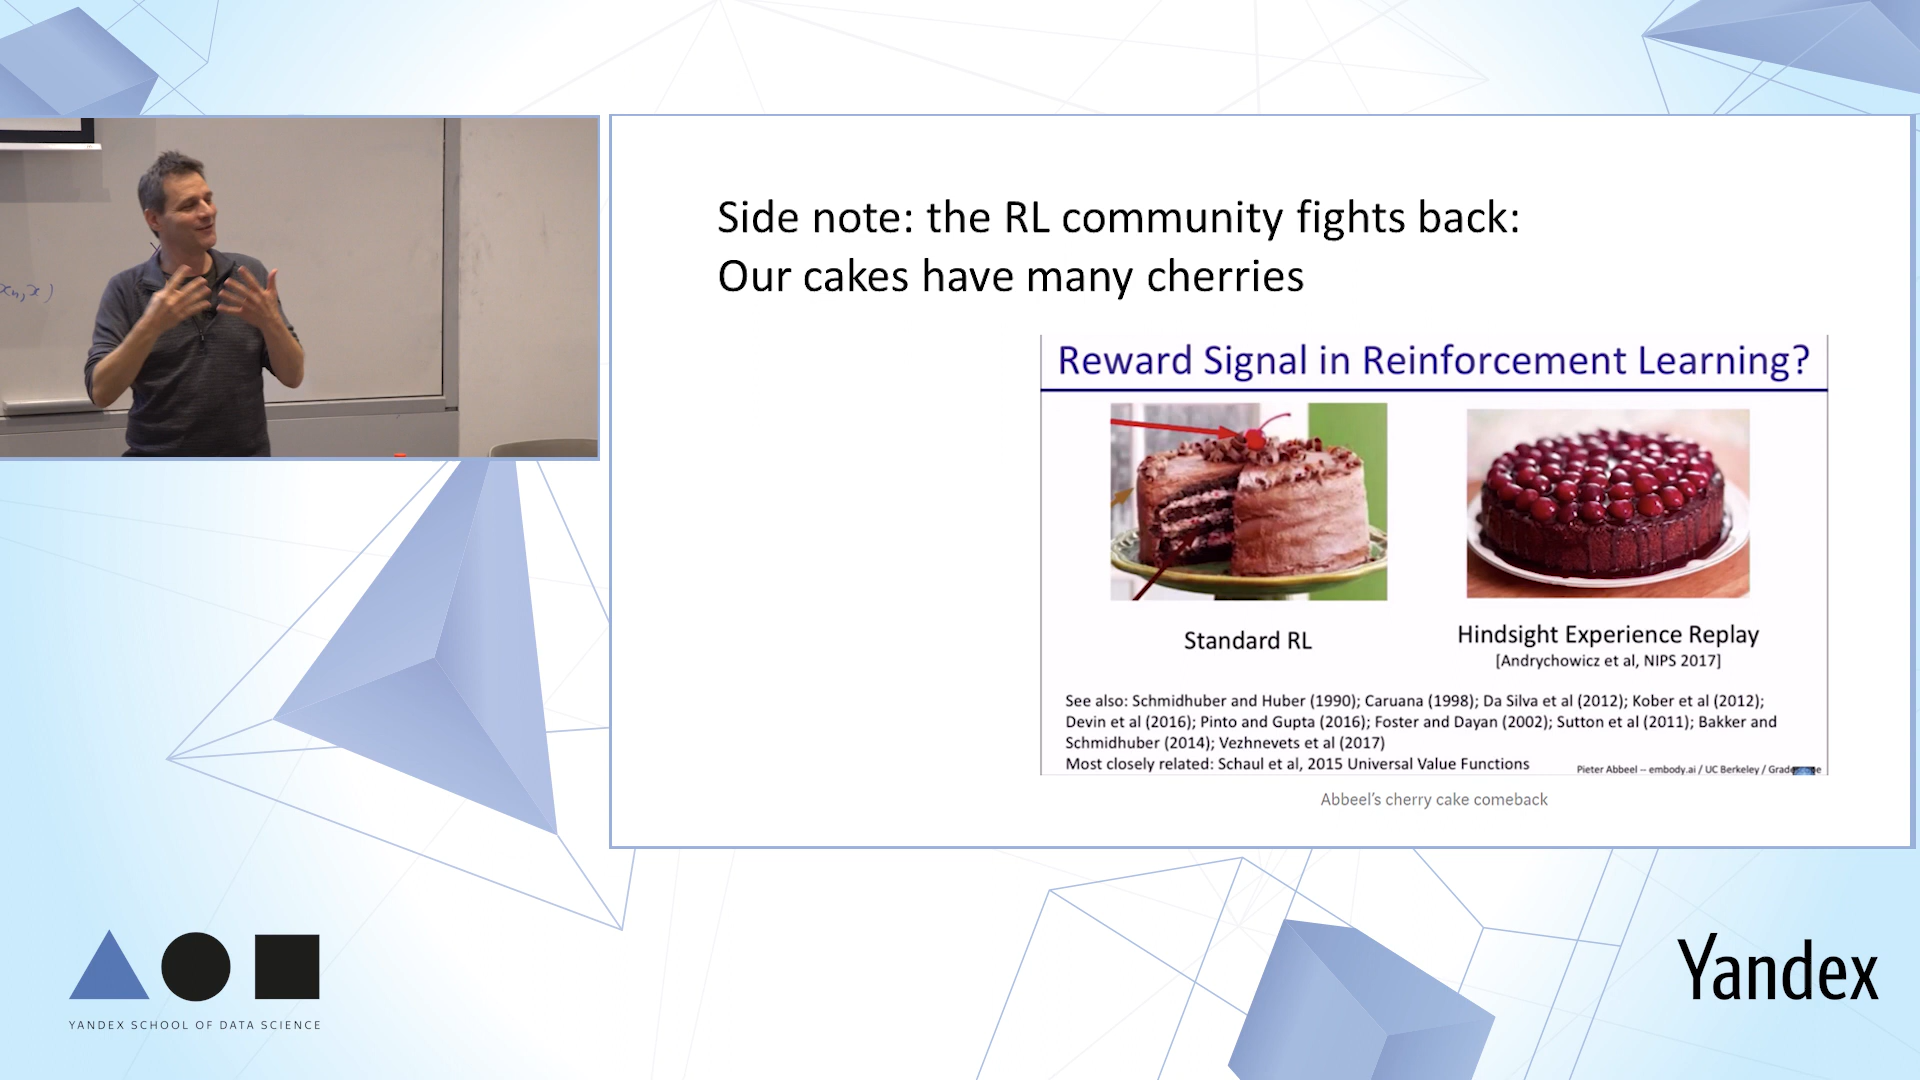 x₁,x)
Side note: the RL community fights back:
Our cakes have many cherries
Reward Signal in Reinforcement Learning?
Standard RL
Hindsight Experience Replay
[Andrychowicz et al, NIPS 2017]
See also: Schmidhuber and Huber (1990); Caruana (1998); Da Silva et al (2012); Kober et al (2012);
Devin et al (2016); Pinto and Gupta (2016); Foster and Dayan (2002); Sutton et al (2011); Bakker and
Schmidhuber (2014); Vezhnevets et al (2017)
Most closely related: Schaul et al, 2015 Universal Value Functions
Pieter Abbeel -- embody.ai / UC Berkeley /
Abbeel's cherry cake comeback
YANDEX SCHOOL OF DATA SCIENCE
Yandex